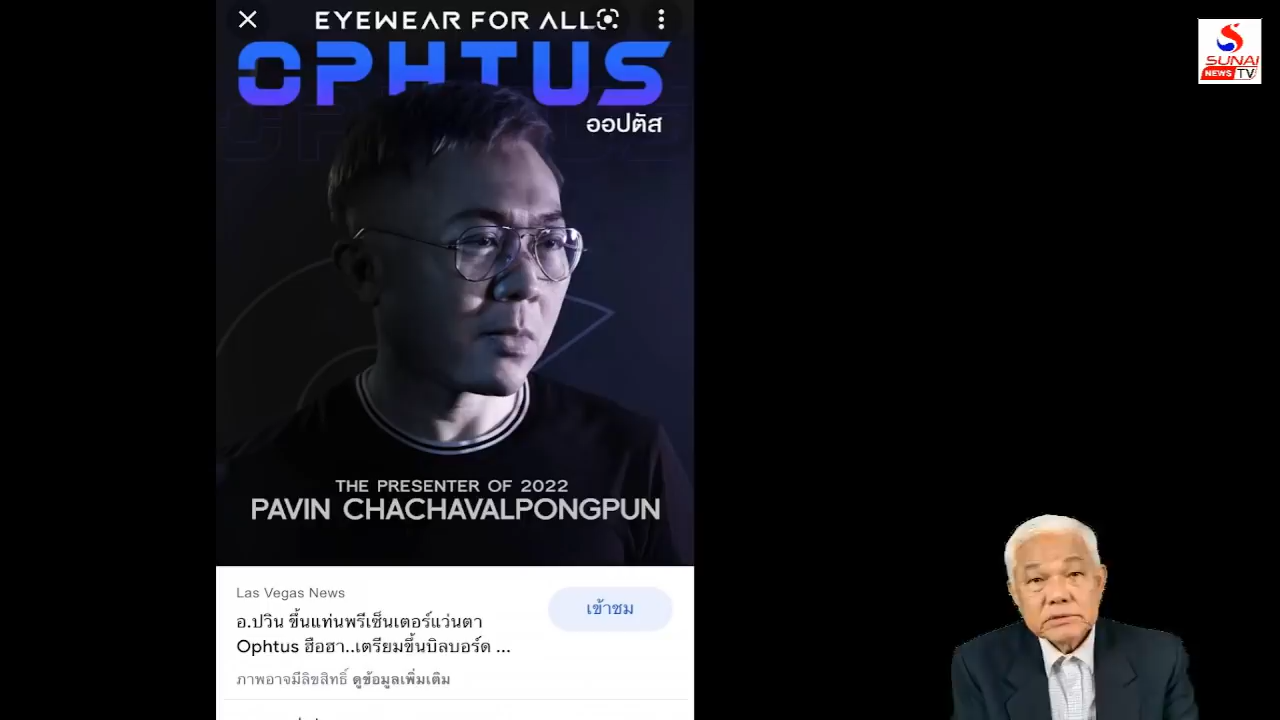 EYEWEAR FOR ALL
OPHTUS
ออปตัส
THE PRESENTER OF 2022
PAVIN CHACHAVALPONGPUN
Las Vegas News
อ.ปวิน ขึ้นแท่นพรีเซ็นเตอร์แว่นตา
Ophtus ฮือฮา..เตรียมขึ้นบิลบอร์ด ...
เข้าชม
ภาพอาจมีลิขสิทธิ์ ดูข้อมูลเพิ่มเติม
SUNAI
NEWS TV